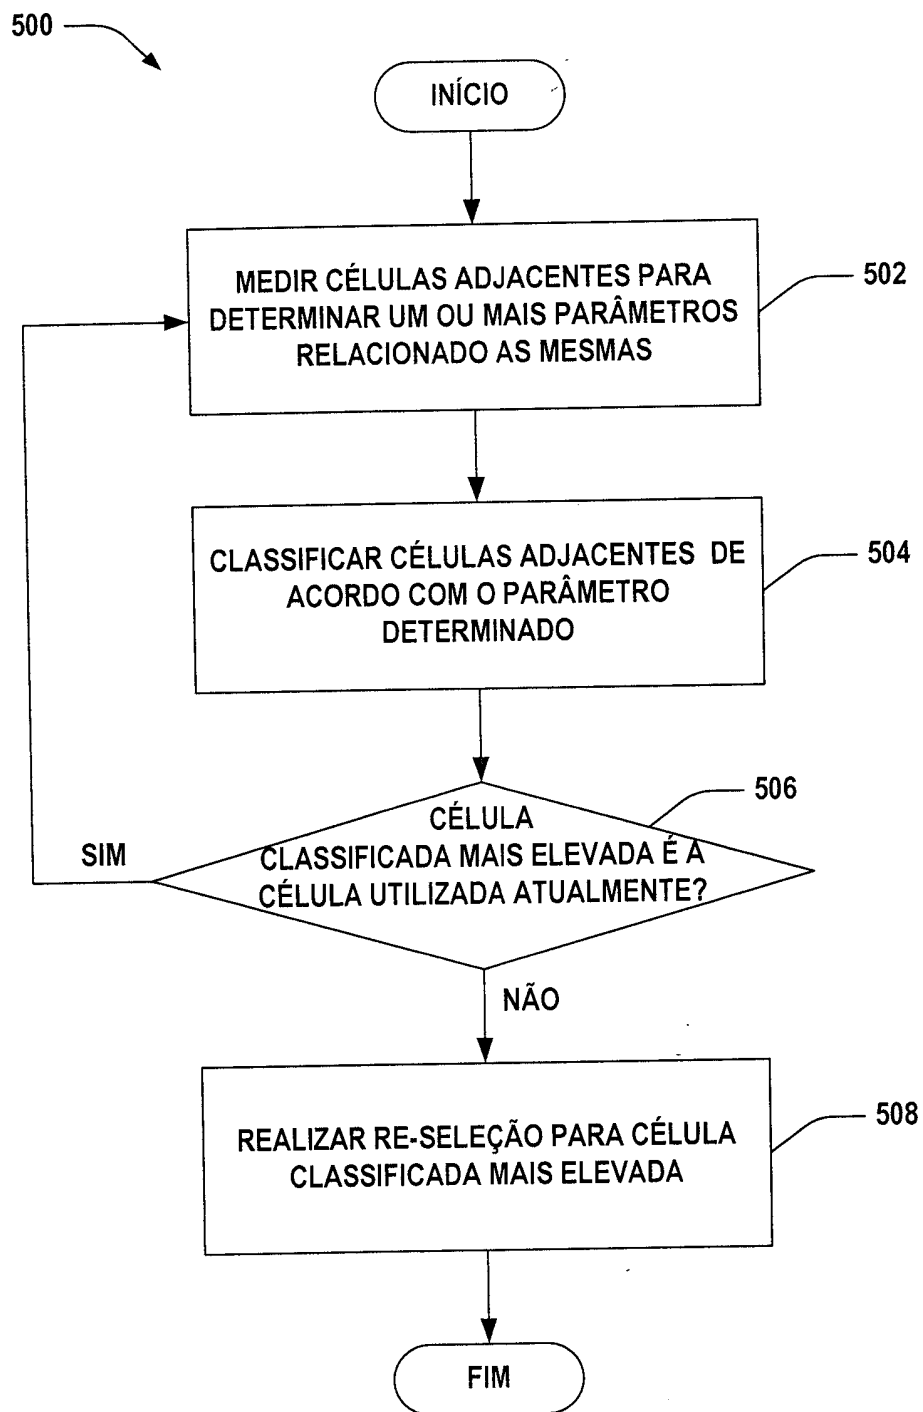 500
INÍCIO
MEDIR CÉLULAS ADJACENTES PARA
DETERMINAR UM OU MAIS PARÂMETROS
RELACIONADO AS MESMAS
502
CLASSIFICAR CÉLULAS ADJACENTES DE
ACORDO COM O PARÂMETRO
DETERMINADO
504
506
CÉLULA
CLASSIFICADA MAIS ELEVADA É A
CÉLULA UTILIZADA ATUALMENTE?
SIM
NÃO
REALIZAR RE-SELEÇÃO PARA CÉLULA
CLASSIFICADA MAIS ELEVADA
508
FIM